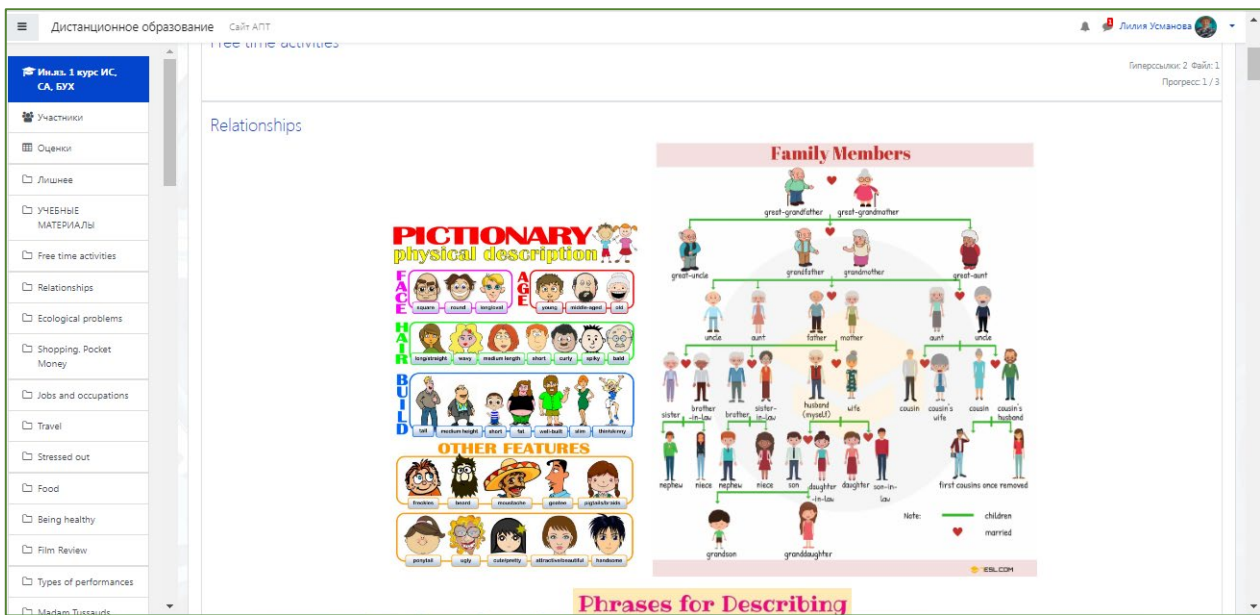 Дистанционное образование Сайт АПТ
1 Лилия Усманова
Free time activities
Гиперссылки: 2 Файл: 1
Прогресс: 1 / 3
Ин.яз. 1 курс ИС,
СА, БУХ
Участники
Оценки
Лишнее
УЧЕБНЫЕ
МАТЕРИАЛЫ
Free time activities
Relationships
Ecological problems
Shopping. Pocket
Money
Jobs and occupations
Travel
Stressed out
Food
Being healthy
Film Review
Types of performances
Madam Tussauds
Relationships
PICTIONARY
physical description
FACE
square round long/oval
AGE
young middle-aged old
HAIR
long/straight wavy medium length short curly spiky bald
BUILD
tall medium height short fat well-built slim thin/skinny
OTHER FEATURES
freckles beard moustache goatee pigtails/braids
ponytail ugly cute/pretty attractive/beautiful handsome
Family Members
great-grandfather great-grandmother
great-uncle grandfather grandmother great-aunt
uncle aunt father mother aunt uncle
sister brother-in-law brother sister-in-law husband (myself) wife cousin cousin's wife cousin cousin's husband
nephew niece nephew niece son daughter-in-law daughter son-in-law first cousins once removed
Note: children
married
grandson granddaughter
7ESL.COM
Phrases for Describing